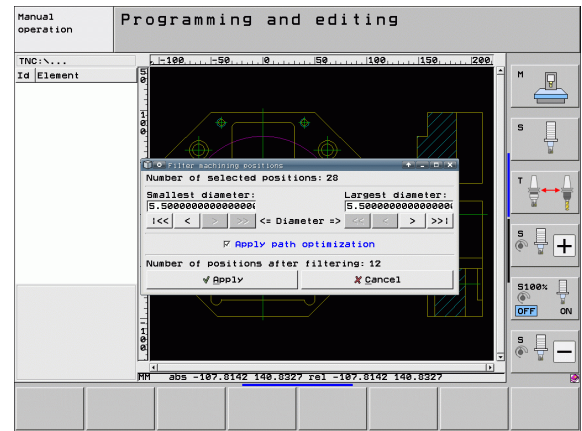 Manual
operation
Programming and editing
TNC:\...
Id Element
-100 -50 0 50 100 150 200
Filter machining positions
Number of selected positions: 28
Smallest diameter: Largest diameter:
5.5000000000000000 5.5000000000000000
!<< < > >> <= Diameter => << < > >>!
Apply path optimization
Number of positions after filtering: 12
Apply Cancel
MM abs -107.8142 140.8327 rel -107.8142 140.8327
M
S
T
S
+
S100%
OFF ON
S
-